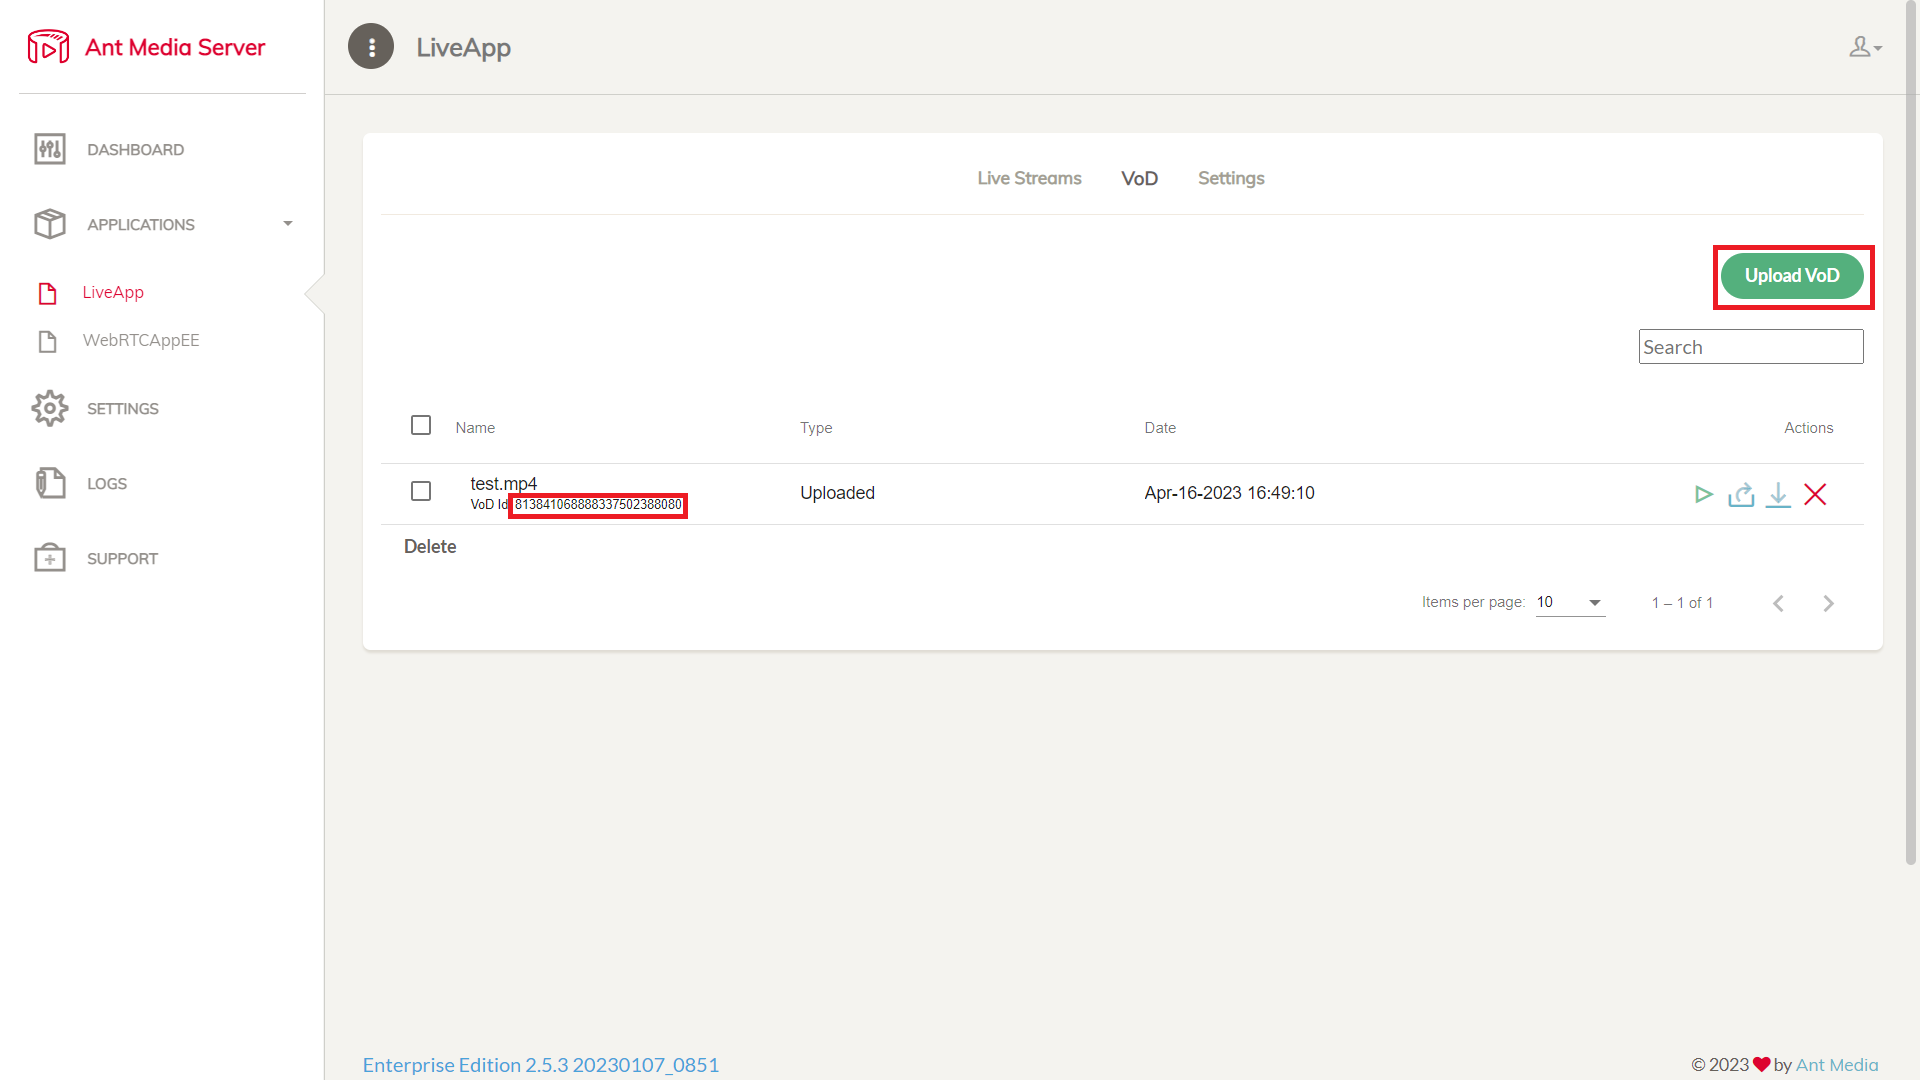 Ant Media Server
LiveApp
DASHBOARD
APPLICATIONS
LiveApp
WebRTCAppEE
SETTINGS
LOGS
SUPPORT
Live Streams VoD Settings
Upload VoD
Search
Name Type Date Actions
test.mp4 Uploaded Apr-16-2023 16:49:10
VoD Id: 813841068888337502388080
Delete
Items per page: 10 1 – 1 of 1
Enterprise Edition 2.5.3 20230107_0851
© 2023 by Ant Media